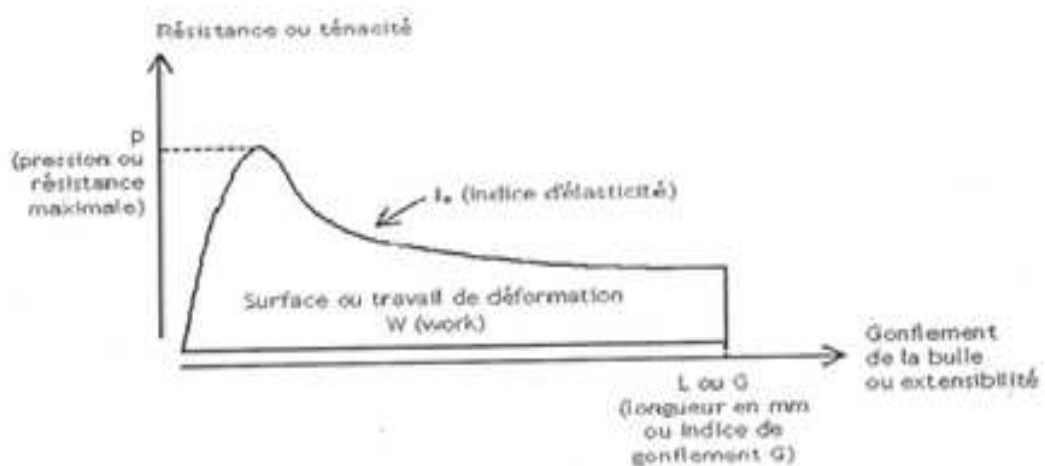 Résistance ou ténacité
P
(pression ou
résistance
maximale)
Iₑ (indice d'élasticité)
Surface ou travail de déformation
W (work)
Gonflement
de la bulle
ou extensibilité
L ou G
(longueur en mm
ou indice de
gonflement G)